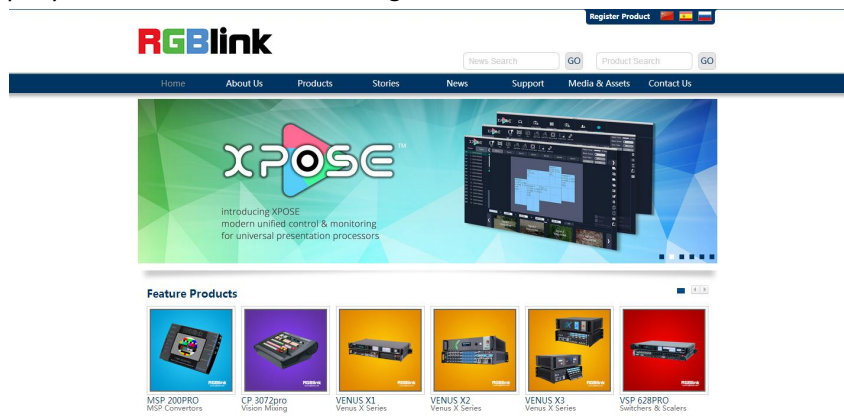 Register Product
RGBlink
News Search
GO
Product Search
GO
Home
About Us
Products
Stories
News
Support
Media & Assets
Contact Us
XPOSE™
introducing XPOSE
modern unified control & monitoring
for universal presentation processors
Feature Products
MSP 200PRO
MSP Convertors
CP 3072pro
Vision Mixing
VENUS X1
Venus X Series
VENUS X2
Venus X Series
VENUS X3
Venus X Series
VSP 628PRO
Switchers & Scalers